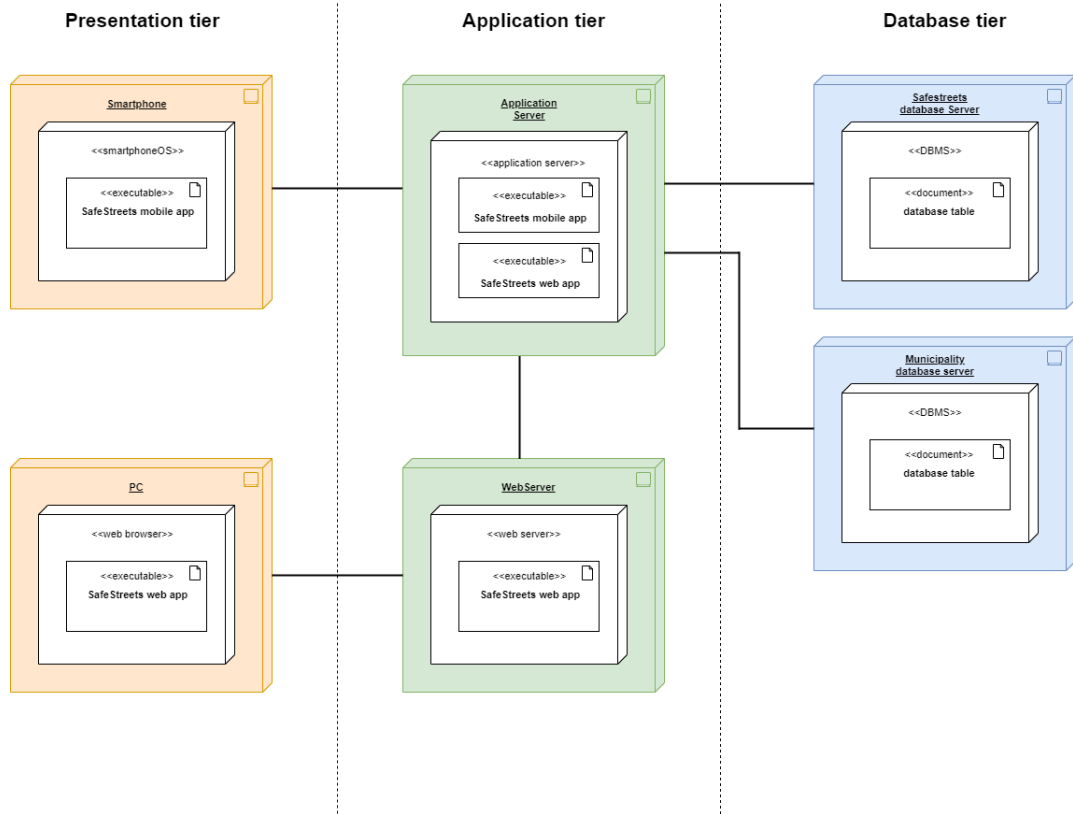 Presentation tier
Application tier
Database tier
Smartphone
<<smartphoneOS>>
<<executable>>
SafeStreets mobile app
Application
Server
<<application server>>
<<executable>>
SafeStreets mobile app
<<executable>>
SafeStreets web app
Safestreets
database Server
<<DBMS>>
<<document>>
database table
Municipality
database server
<<DBMS>>
<<document>>
database table
PC
<<web browser>>
<<executable>>
SafeStreets web app
WebServer
<<web server>>
<<executable>>
SafeStreets web app